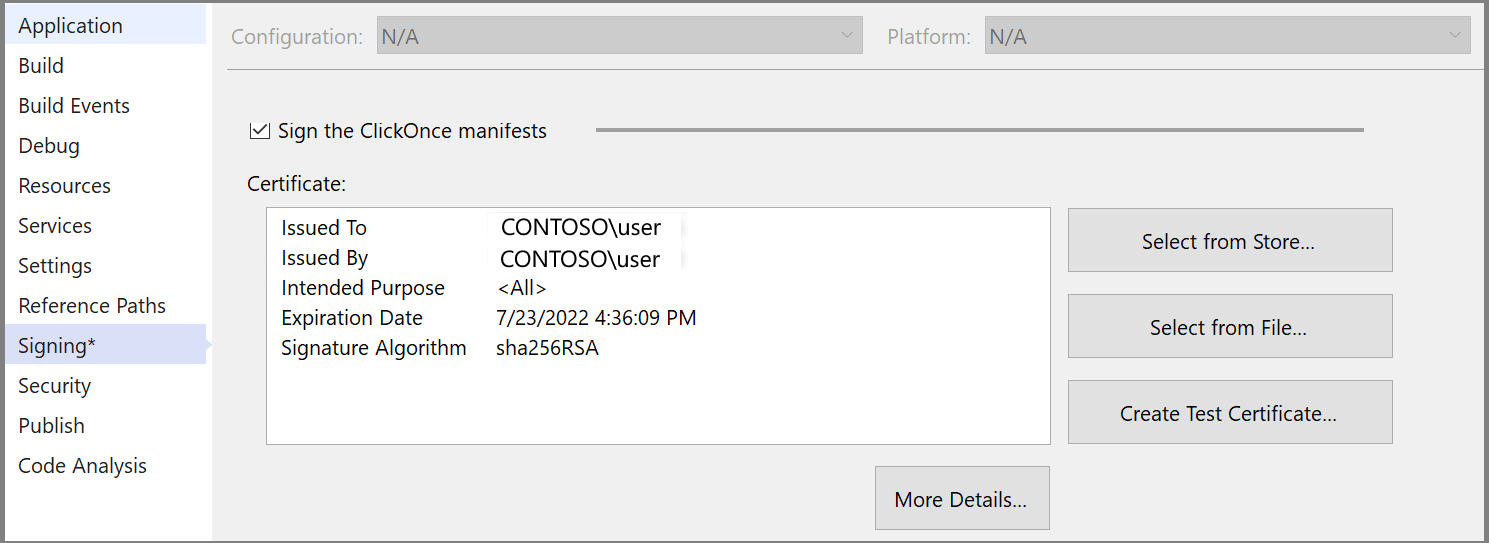 Application
Build
Build Events
Debug
Resources
Services
Settings
Reference Paths
Signing*
Security
Publish
Code Analysis
Configuration: N/A Platform: N/A
Sign the ClickOnce manifests
Certificate:
Issued To CONTOSO\user
Issued By CONTOSO\user
Intended Purpose <All>
Expiration Date 7/23/2022 4:36:09 PM
Signature Algorithm sha256RSA
Select from Store...
Select from File...
Create Test Certificate...
More Details...